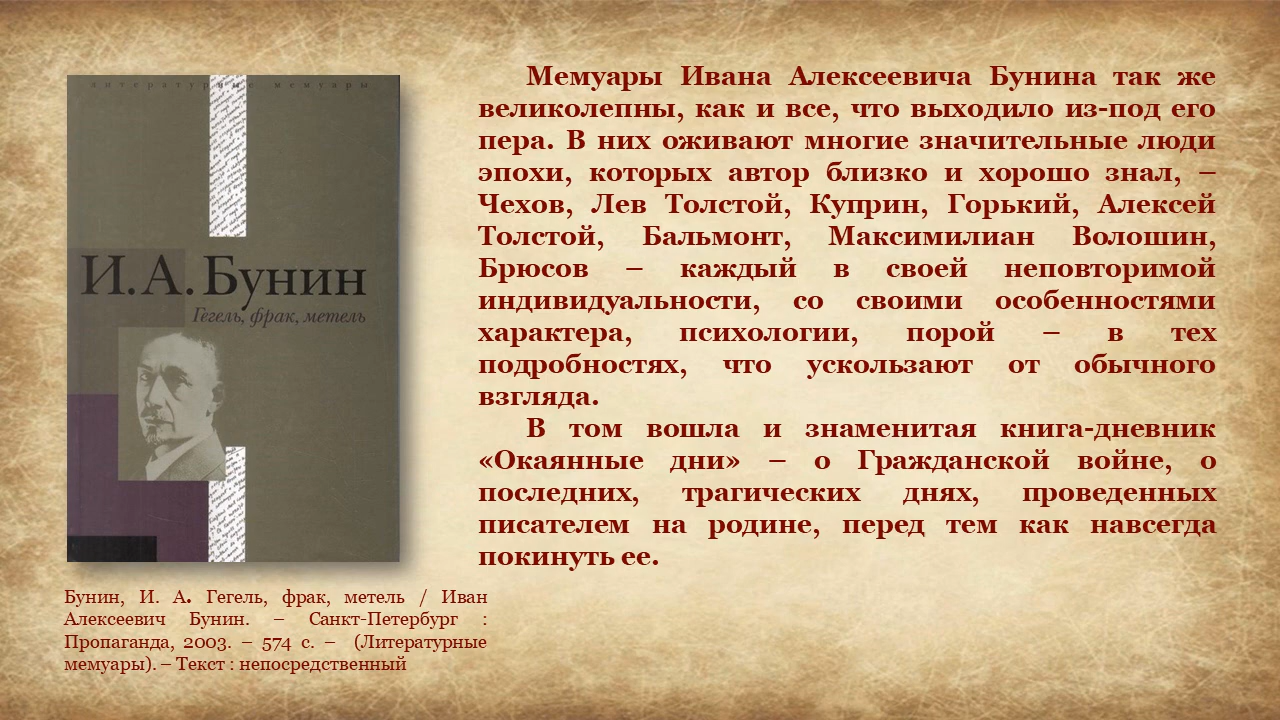 литературные мемуары
И. А. Бунин
Гегель, фрак, метель
Бунин, И. А. Гегель, фрак, метель / Иван
Алексеевич Бунин. – Санкт-Петербург :
Пропаганда, 2003. – 574 с. – (Литературные
мемуары). – Текст : непосредственный
Мемуары Ивана Алексеевича Бунина так же
великолепны, как и все, что выходило из-под его
пера. В них оживают многие значительные люди
эпохи, которых автор близко и хорошо знал, –
Чехов, Лев Толстой, Куприн, Горький, Алексей
Толстой, Бальмонт, Максимилиан Волошин,
Брюсов – каждый в своей неповторимой
индивидуальности, со своими особенностями
характера, психологии, порой – в тех
подробностях, что ускользают от обычного
взгляда.
В том вошла и знаменитая книга-дневник
«Окаянные дни» – о Гражданской войне, о
последних, трагических днях, проведенных
писателем на родине, перед тем как навсегда
покинуть ее.